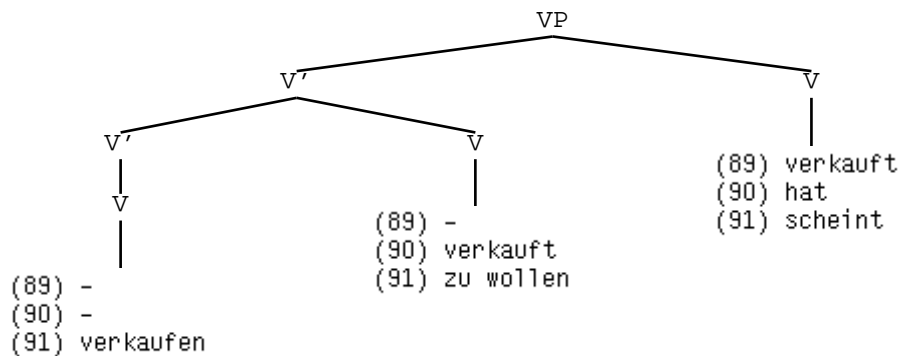 VP
V'
V
V'
V
V
(89) verkauft
(90) hat
(91) scheint
(89) -
(90) verkauft
(91) zu wollen
(89) -
(90) -
(91) verkaufen